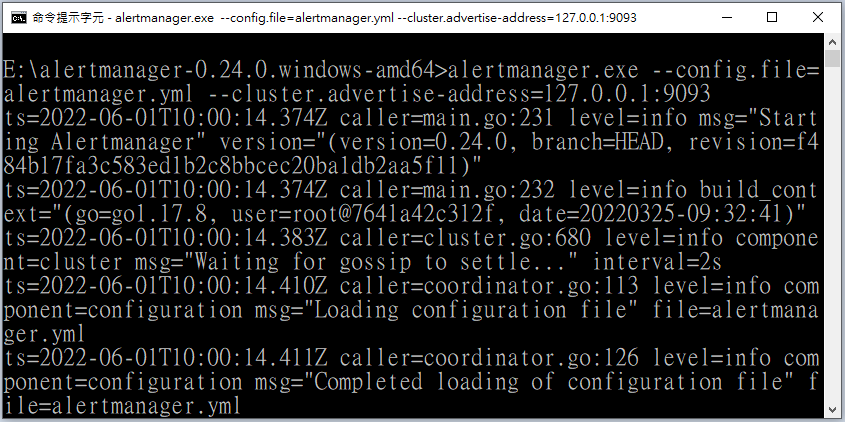 命令提示字元 - alertmanager.exe --config.file=alertmanager.yml --cluster.advertise-address=127.0.0.1:9093
E:\alertmanager-0.24.0.windows-amd64>alertmanager.exe --config.file=
alertmanager.yml --cluster.advertise-address=127.0.0.1:9093
ts=2022-06-01T10:00:14.374Z caller=main.go:231 level=info msg="Start
ing Alertmanager" version="(version=0.24.0, branch=HEAD, revision=f4
84b17fa3c583ed1b2c8bbcec20ba1db2aa5f11)"
ts=2022-06-01T10:00:14.374Z caller=main.go:232 level=info build_cont
ext="(go=go1.17.8, user=root@7641a42c312f, date=20220325-09:32:41)"
ts=2022-06-01T10:00:14.383Z caller=cluster.go:680 level=info compone
nt=cluster msg="Waiting for gossip to settle..." interval=2s
ts=2022-06-01T10:00:14.410Z caller=coordinator.go:113 level=info com
ponent=configuration msg="Loading configuration file" file=alertmana
ger.yml
ts=2022-06-01T10:00:14.411Z caller=coordinator.go:126 level=info com
ponent=configuration msg="Completed loading of configuration file" f
ile=alertmanager.yml